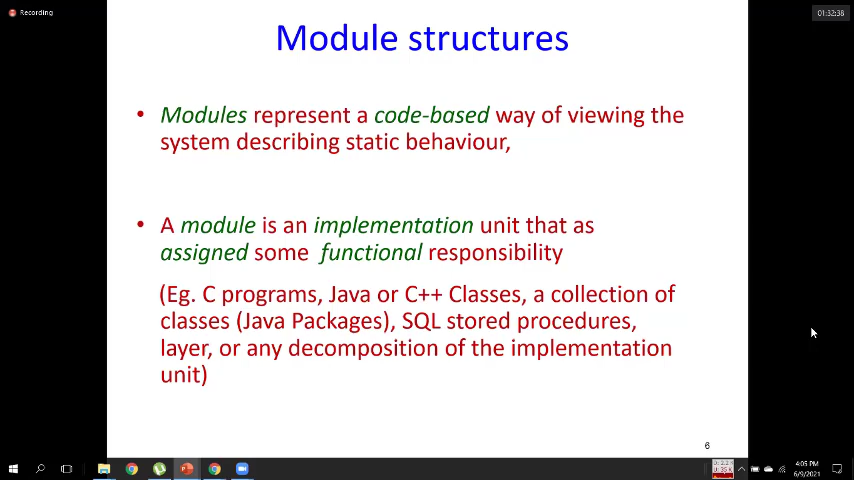 Recording
01:32:38
Module structures
• Modules represent a code-based way of viewing the
system describing static behaviour,
• A module is an implementation unit that as
assigned some functional responsibility
(Eg. C programs, Java or C++ Classes, a collection of
classes (Java Packages), SQL stored procedures,
layer, or any decomposition of the implementation
unit)
6
4:05 PM
6/9/2021